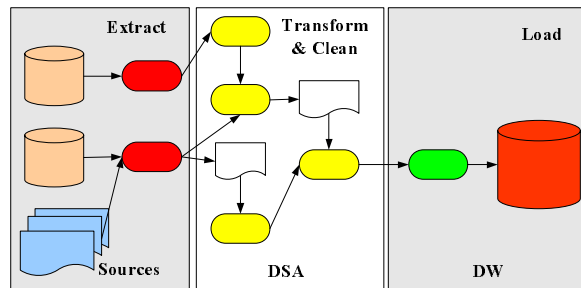 Extract
Transform
& Clean
Load
Sources
DSA
DW